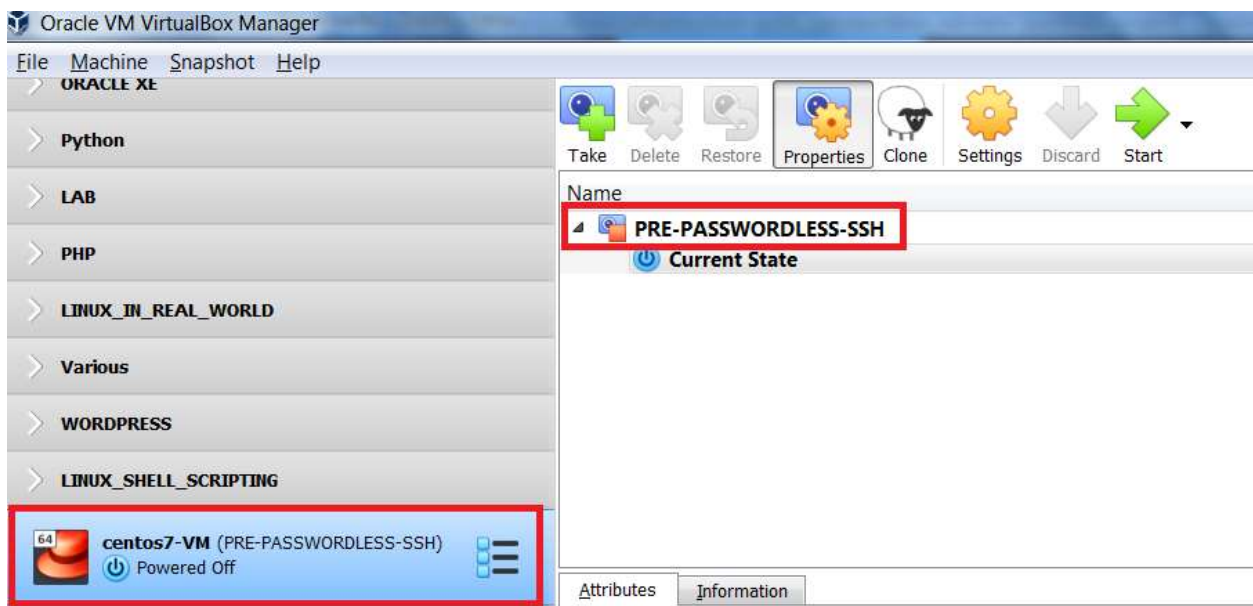 Oracle VM VirtualBox Manager
File Machine Snapshot Help
ORACLE XE
Python
LAB
PHP
LINUX_IN_REAL_WORLD
Various
WORDPRESS
LINUX_SHELL_SCRIPTING
64
centos7-VM (PRE-PASSWORDLESS-SSH)
Powered Off
Take Delete Restore Properties Clone Settings Discard Start
Name
PRE-PASSWORDLESS-SSH
Current State
Attributes Information